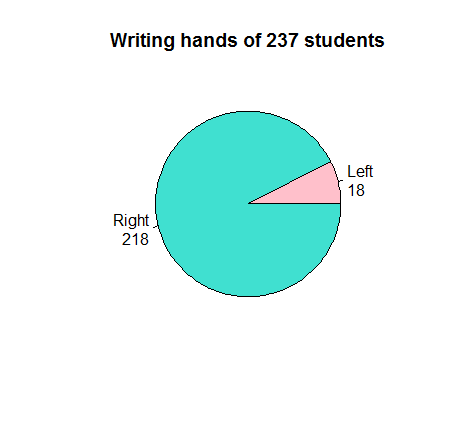 Writing hands of 237 students
Left
18
Right
218